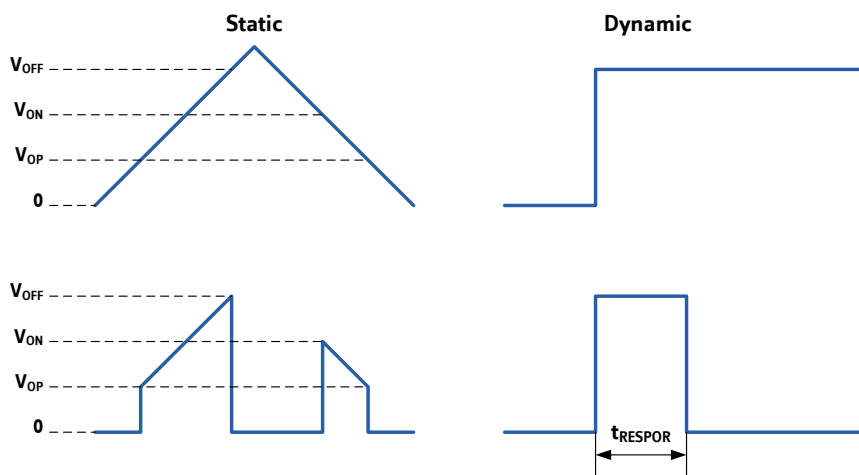 Static
Dynamic
VOFF
VON
VOP
0
VOFF
VON
VOP
0
tRESPOR